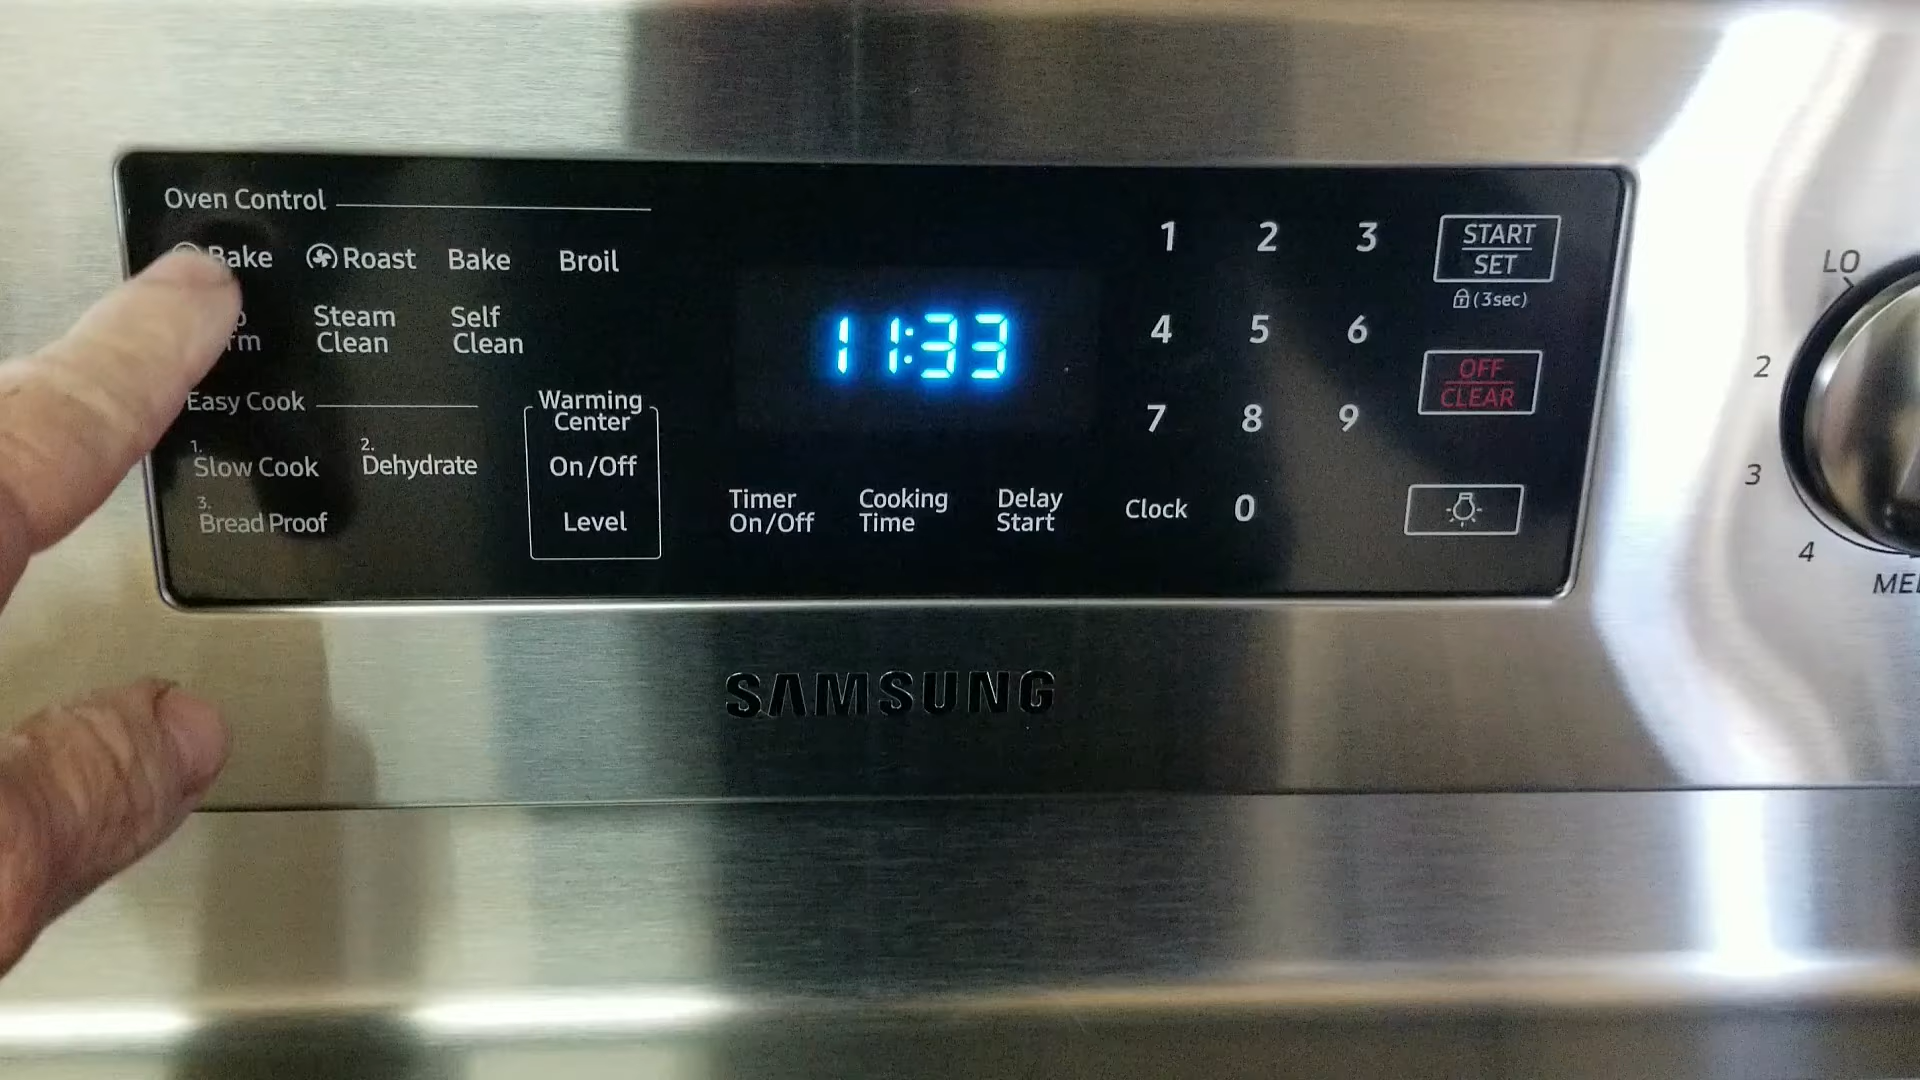 Oven Control
Bake Roast Bake Broil
Steam Clean
Self Clean
Easy Cook
1. Slow Cook
2. Dehydrate
3. Bread Proof
Warming Center
On/Off
Level
11:33
Timer On/Off
Cooking Time
Delay Start
Clock
1 2 3
4 5 6
7 8 9
0
START
SET
(3sec)
OFF
CLEAR
SAMSUNG
LO
2
3
4